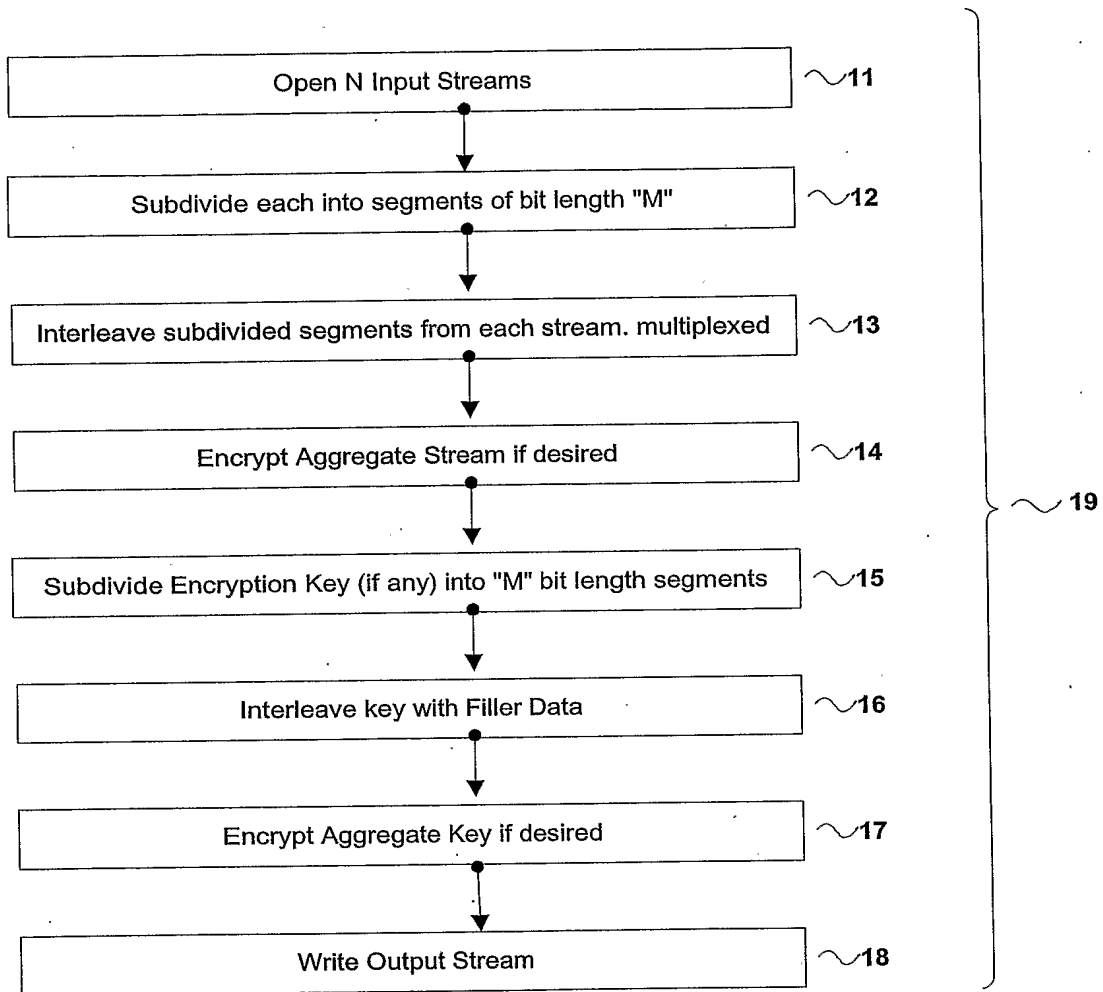 Open N Input Streams
11
Subdivide each into segments of bit length "M"
12
Interleave subdivided segments from each stream. multiplexed
13
Encrypt Aggregate Stream if desired
14
19
Subdivide Encryption Key (if any) into "M" bit length segments
15
Interleave key with Filler Data
16
Encrypt Aggregate Key if desired
17
Write Output Stream
18